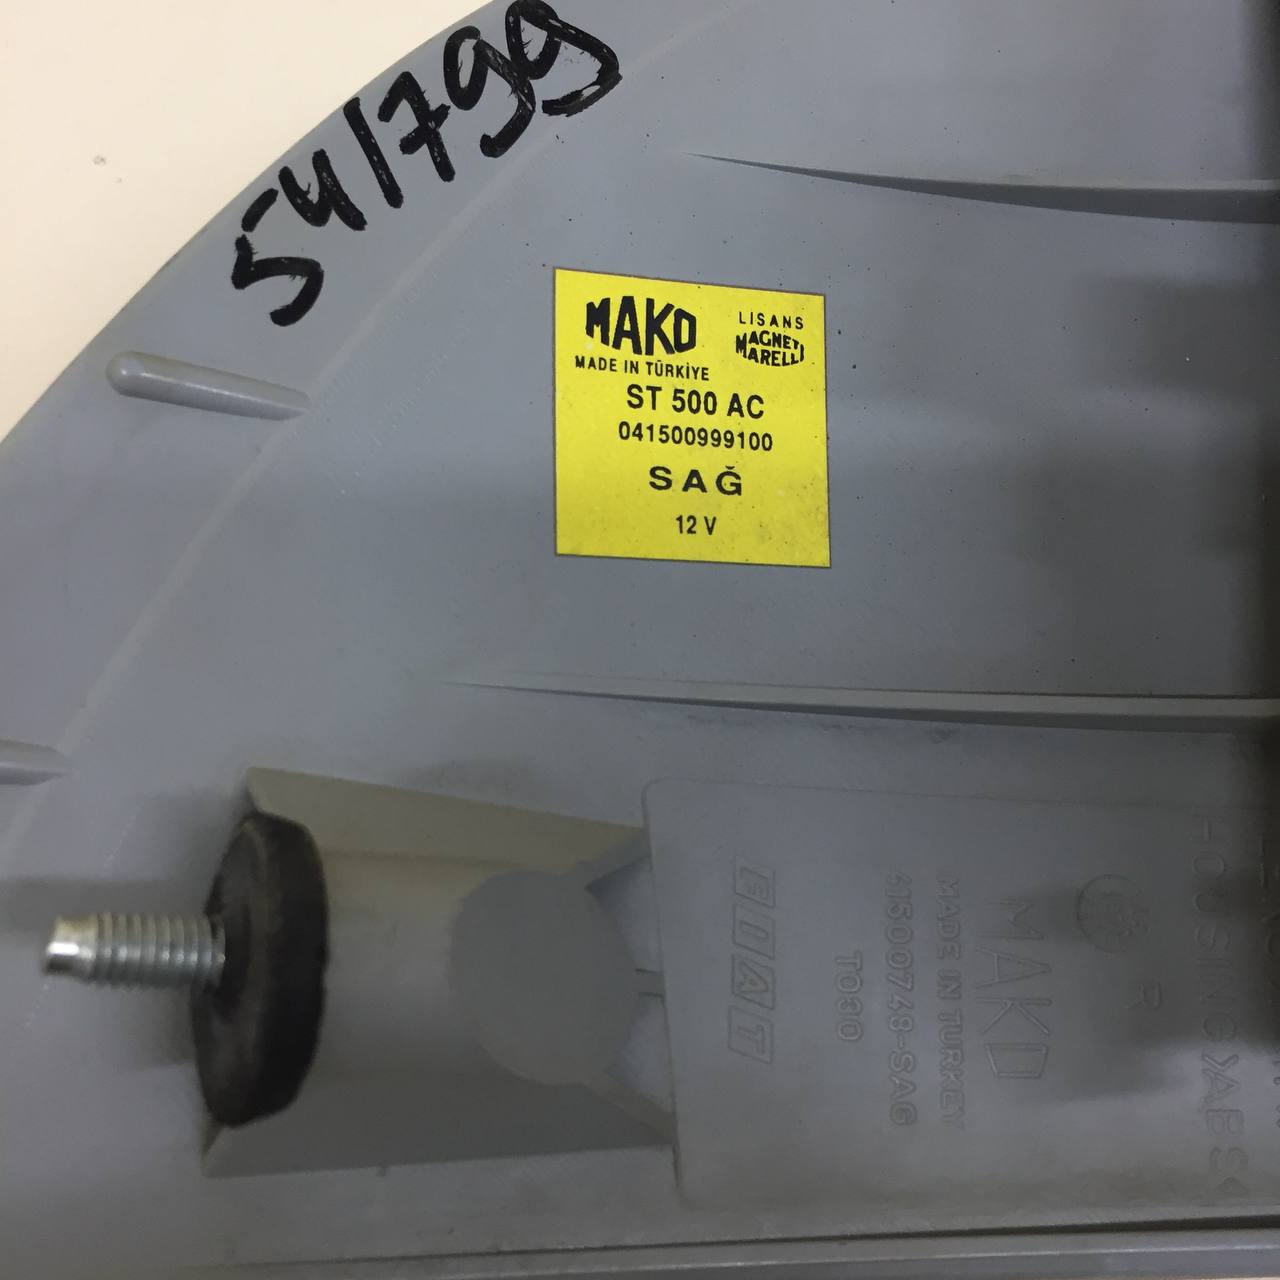 541799
MAKO
MADE IN TÜRKİYE
LISANS
MAGNETI
MARELLI
ST 500 AC
041500999100
SAĞ
12 V
FIAT
T030
41500748-SAG
MADE IN TURKEY
MAKO
R
HOUSING>ABS<